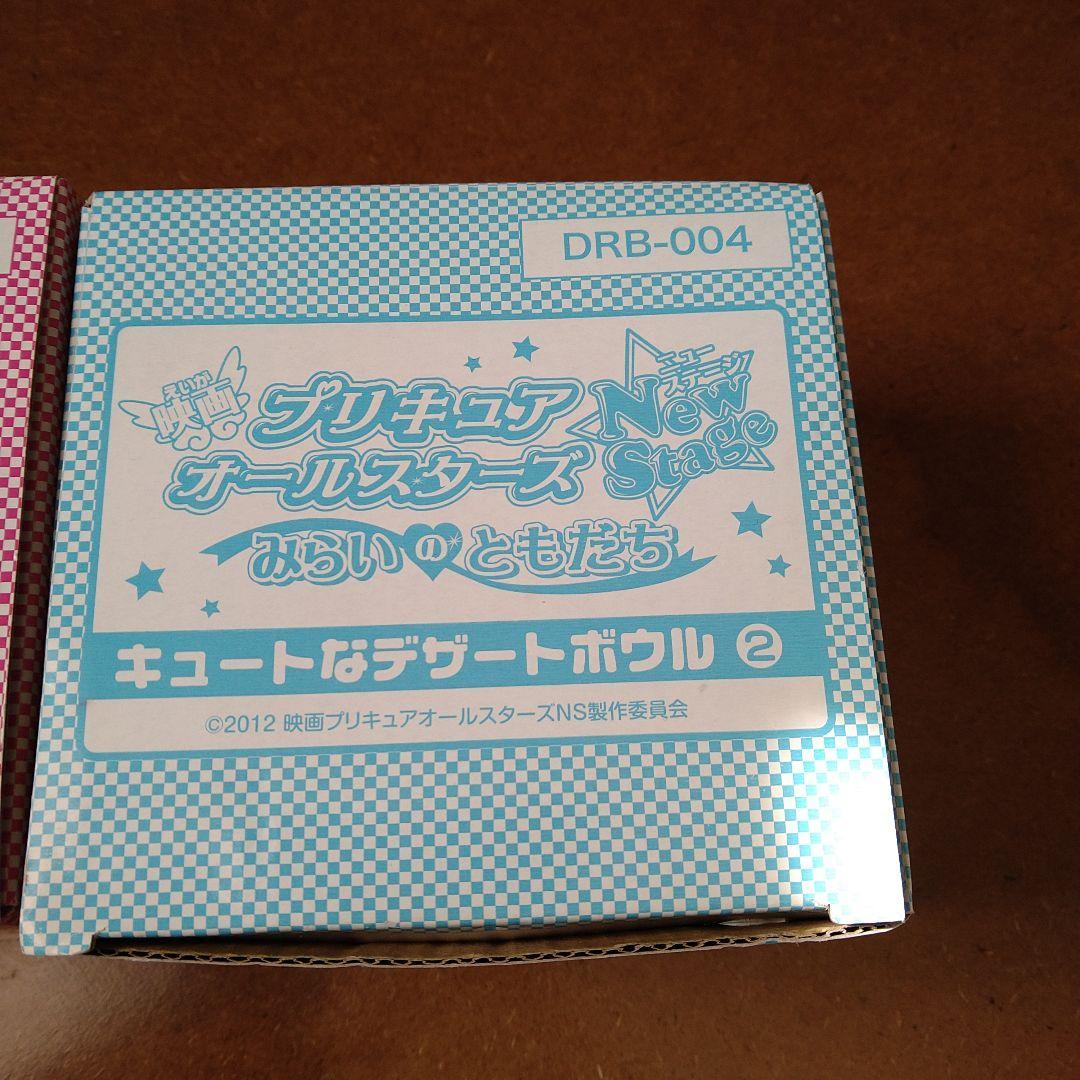 DRB-004
えいが
映画
プリキュア
オールスターズ
ニュー
ステージ
New
Stage
みらいのともだち
キュートなデザートボウル ②
©2012 映画プリキュアオールスターズNS製作委員会